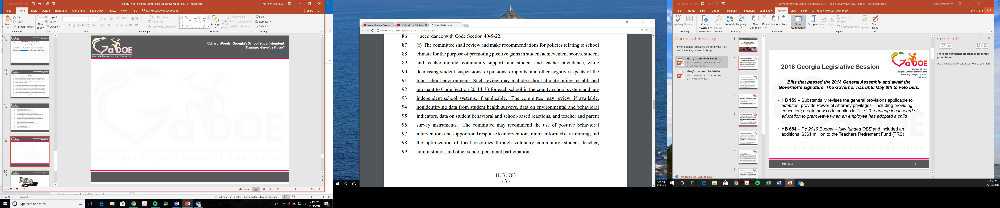 AutoSave Off
Safety in our Schools Conference Legislative Update 2018 [Autosaved]
Garry McGiboney
File Home Insert Design Transitions Animations Slide Show Review View Help Tell me what you want to do Share
Cut
Copy
Format Painter
Paste
Clipboard
New Slide
Layout
Reset
Section
Slides
18
Font
Text Direction
Align Text
Convert to SmartArt
Paragraph
Arrange
Quick Styles
Shape Fill
Shape Outline
Shape Effects
Drawing
Find
Replace
Select
Editing
26
27
28
29
30
GaDOE
Georgia Department of Education
Richard Woods, Georgia's School Superintendent
"Educating Georgia's Future"
gadoe.org
GaDOE
Georgia Department of Education
Slide 29 of 32
Notes
95%
I am forwarding you the email that I send out
Items: 10 Unread: 5
All folders are up to date. Connected to: Microsoft Exchange
100%
Type here to search
3:56 PM
4/16/2018
24
Georgia General Assemb
HB 763 2017-2018 Regu
C:\pdf\178927.wpd
www.legis.ga.gov/Legislation/20172018/178927.pdf
86 accordance with Code Section 40-5-22.
87 (f) The committee shall review and make recommendations for policies relating to school
88 climate for the purpose of promoting positive gains in student achievement scores, student
89 and teacher morale, community support, and student and teacher attendance, while
90 decreasing student suspensions, expulsions, dropouts, and other negative aspects of the
91 total school environment. Such review may include school climate ratings established
92 pursuant to Code Section 20-14-33 for each school in the county school system and any
93 independent school systems, if applicable. The committee may review, if available,
94 nonidentifying data from student health surveys, data on environmental and behavioral
95 indicators, data on student behavioral and school-based reactions, and teacher and parent
96 survey instruments. The committee may recommend the use of positive behavioral
97 interventions and supports and response to intervention, trauma informed care training, and
98 the optimization of local resources through voluntary community, student, teacher,
99 administrator, and other school personnel participation.
H. B. 763
- 3 -
3:56 PM
4/16/2018
AutoSave Off
Garry's comments Legislative Update 2018 - Fannin County BOE 4.12.18.pptx - AutoRecovered
Garry McGiboney
File Home Insert Design Transitions Animations Slide Show Review View Help Tell me what you want to do Share
Spelling
Thesaurus
Proofing
Check Accessibility
Accessibility
Smart Lookup
Insights
Translate
Language
Language
New Comment
Delete
Previous
Next
Show Comments
Comments
Compare
Accept
Reject
Previous
Next
Reviewing Pane
End Review
Compare
Start Inking
Ink
Document Recovery
PowerPoint has recovered the following files.
Save the ones you wish to keep.
Garry's comments Legislati...
Version created from the last Aut...
4/16/2018 7:15 AM
Garry's comments Legislative...
Version created last time the user...
4/11/2018 12:57 PM
Which file do I want to save?
1
2
3
4
5
6
7
8
2018 Georgia Legislative Session
GaDOE
Richard Woods,
Georgia's School Superintendent
"Educating Georgia's Future"
gadoe.org
Bills that passed the 2018 General Assembly and await the
Governor's signature. The Governor has until May 8th to veto bills.
• HB 159 – Substantially revises the general provisions applicable to
adoption; provide Power of Attorney privileges - including providing
education; create new code section in Title 20 requiring local board of
education to grant leave when an employee has adopted a child
• HB 684 – FY 2019 Budget – fully funded QBE and included an
additional $361 million to the Teachers Retirement Fund (TRS)
Georgia Department of Education
4/16/2018
2
Comments
New
There are comments on other slides in this
presentation.
Use the Next and Previous buttons to see them.
3:56 PM
4/16/2018